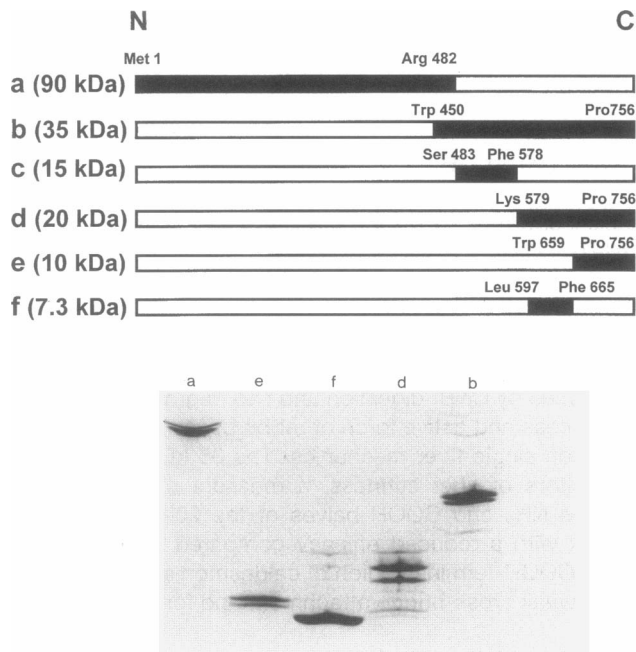 N C
Met 1 Arg 482
a (90 kDa)
Trp 450 Pro756
b (35 kDa)
Ser 483 Phe 578
c (15 kDa)
Lys 579 Pro 756
d (20 kDa)
Trp 659 Pro 756
e (10 kDa)
Leu 597 Phe 665
f (7.3 kDa)
a e f d b